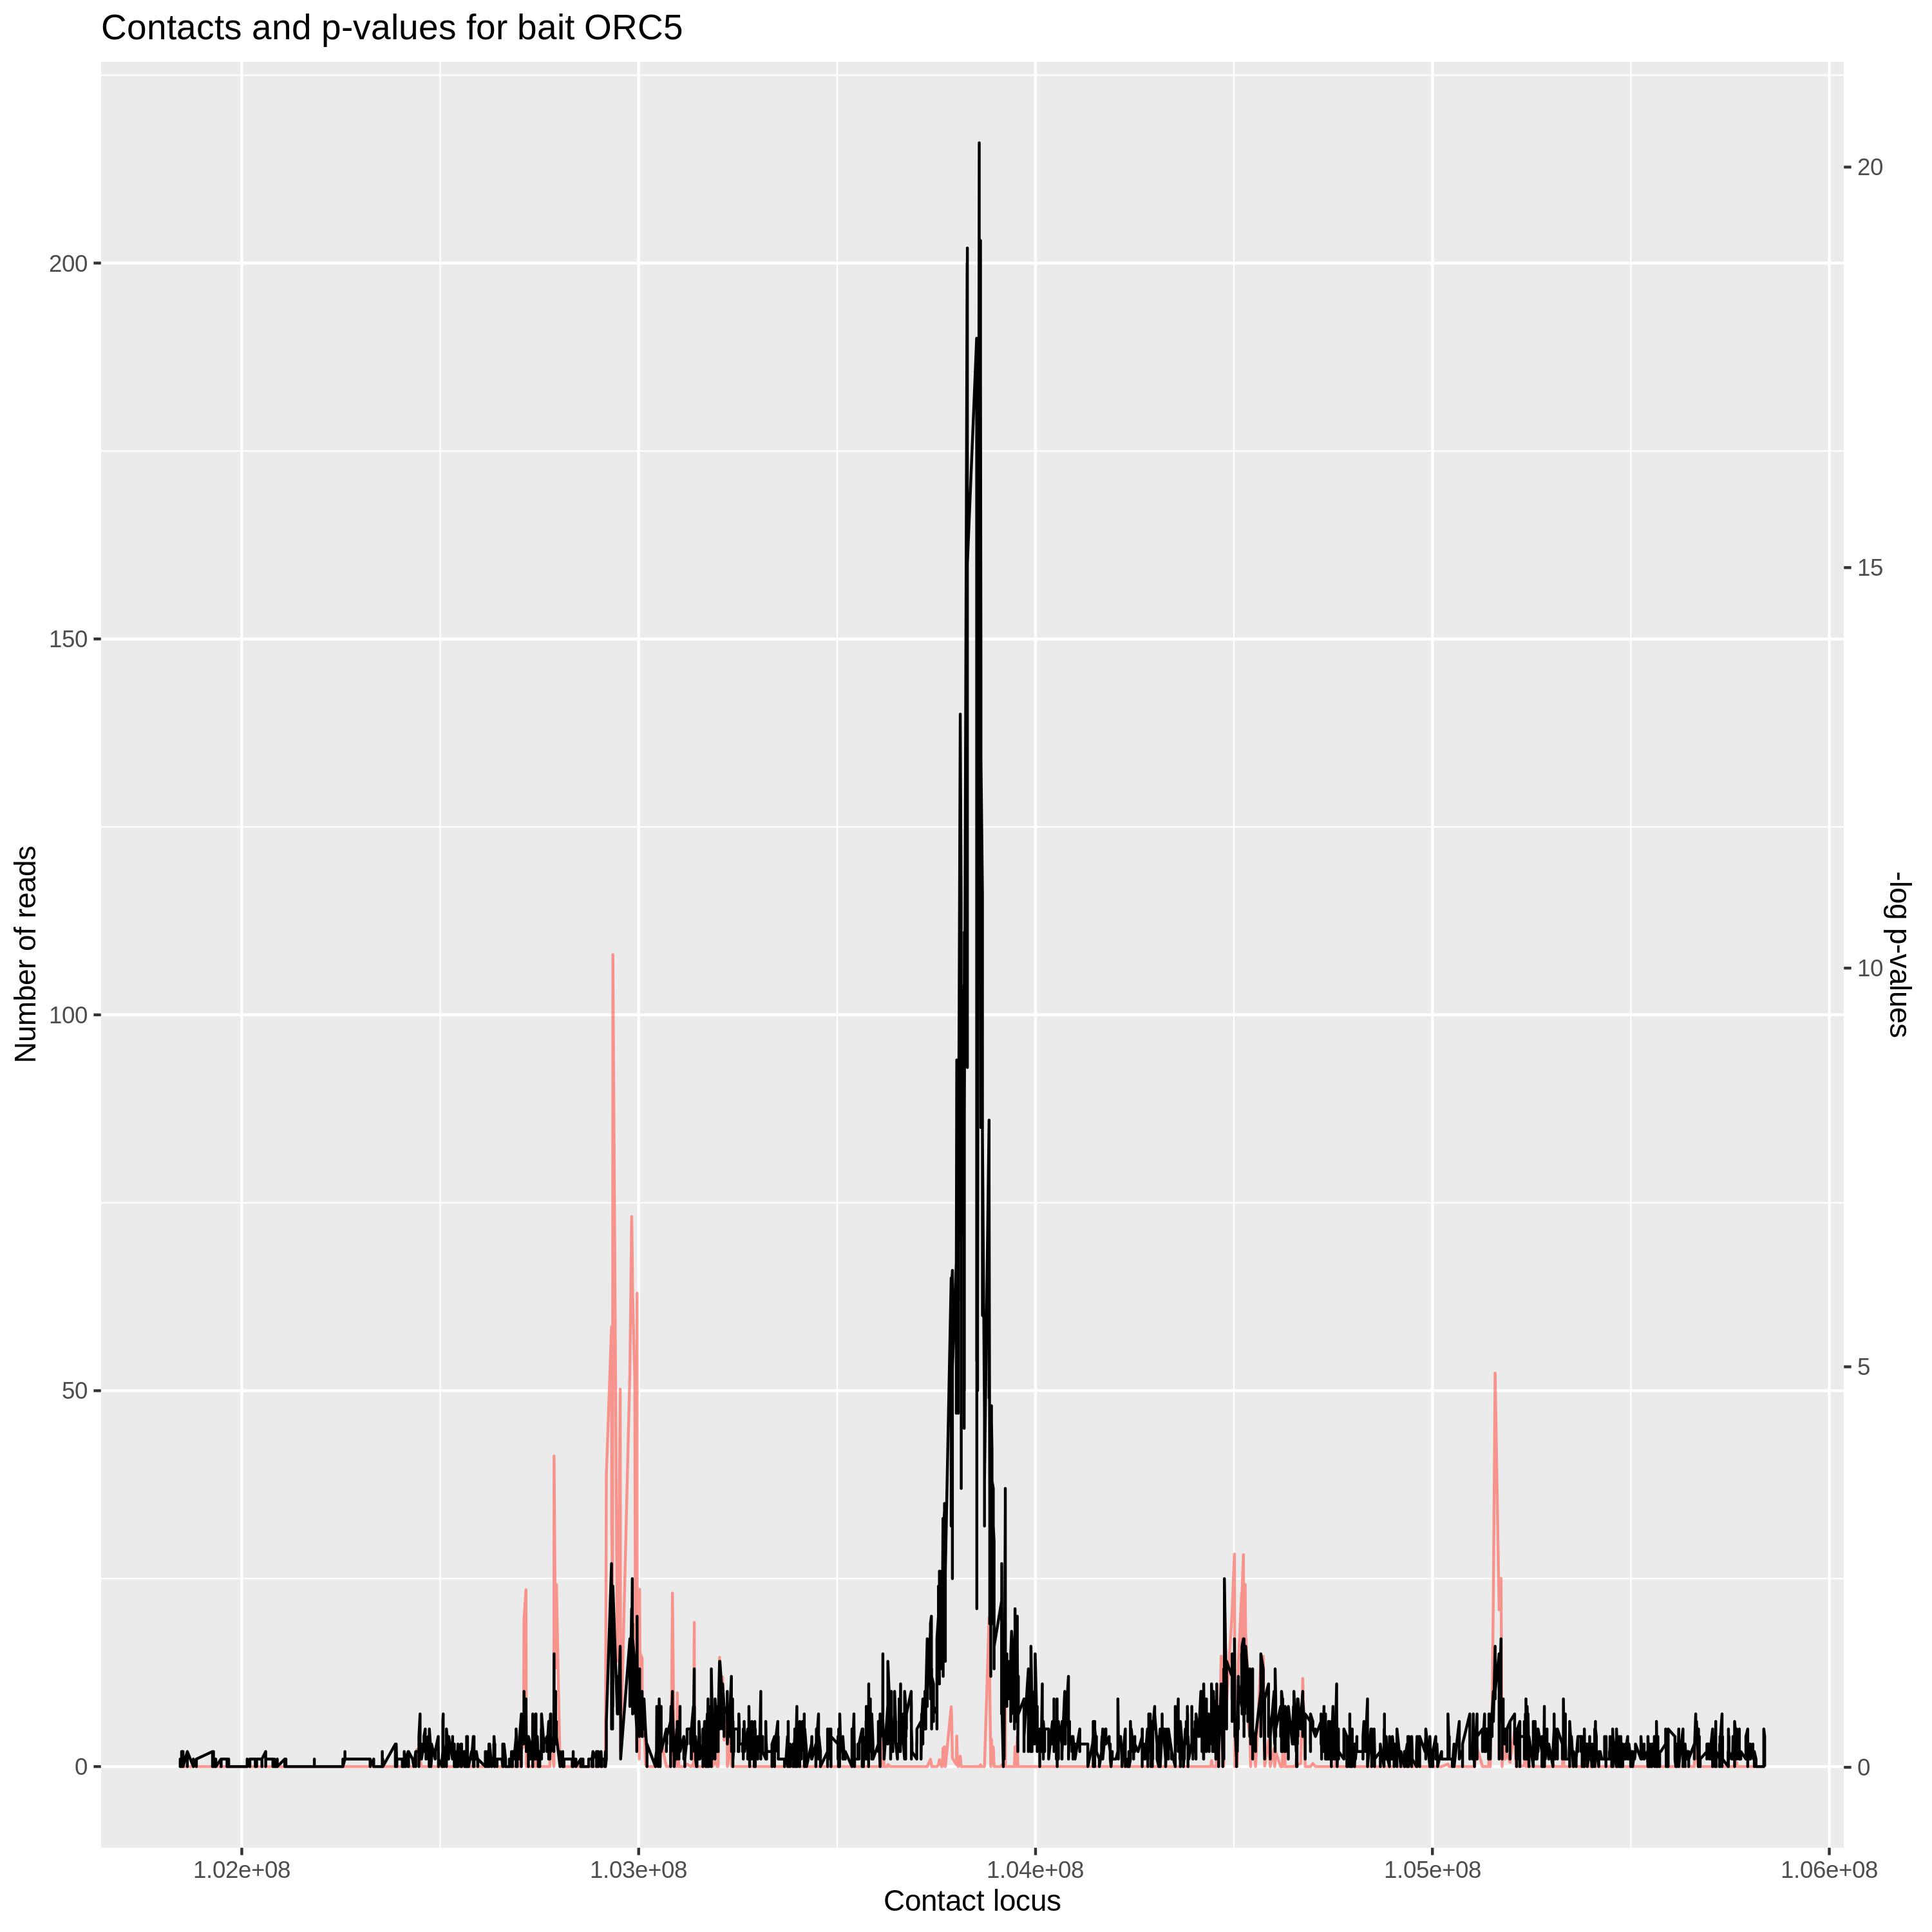 Contacts and p-values for bait ORC5
Number of reads
200
150
100
50
0
20
15
10
5
0
-log p-values
1.02e+08
1.03e+08
1.04e+08
1.05e+08
1.06e+08
Contact locus